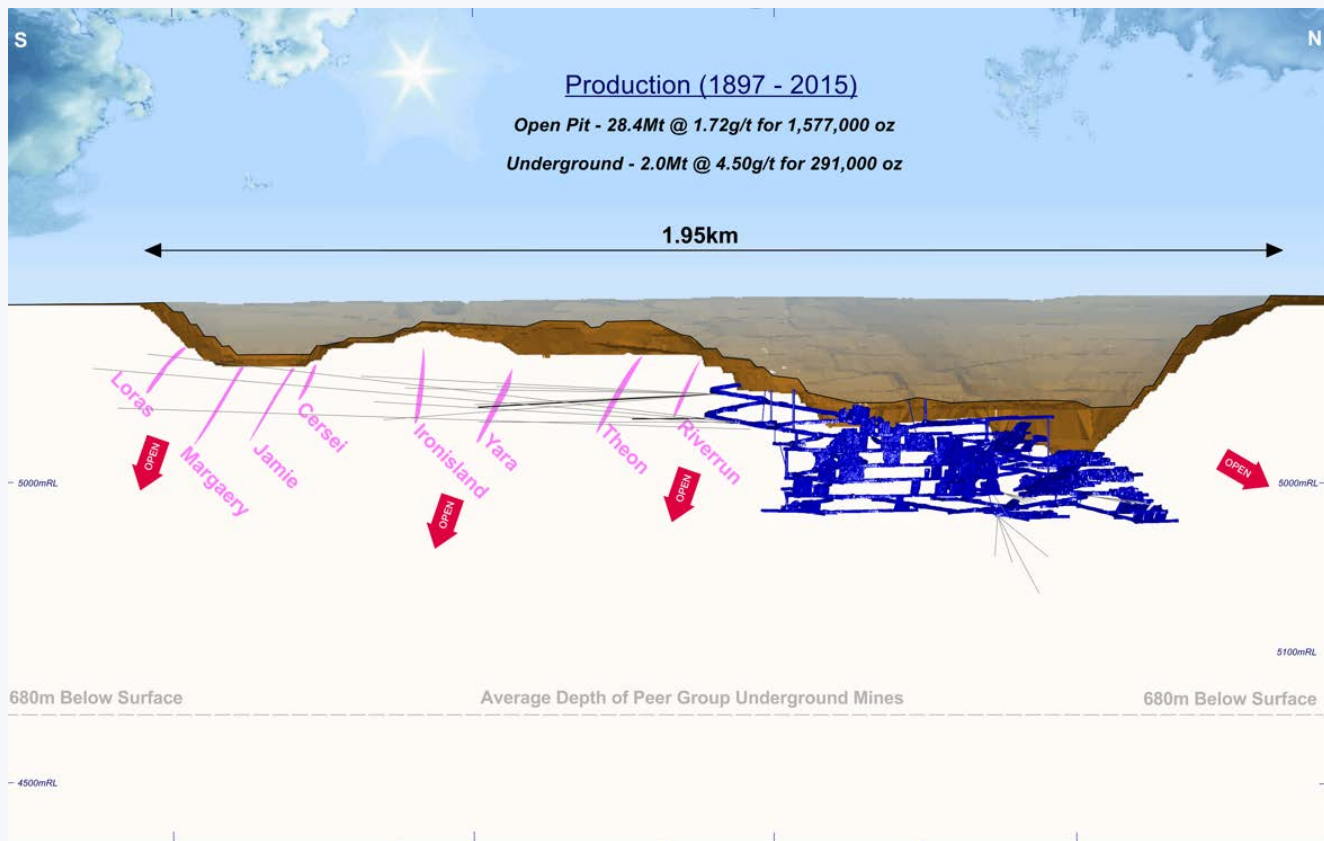 S
N
Production (1897 - 2015)
Open Pit - 28.4Mt @ 1.72g/t for 1,577,000 oz
Underground - 2.0Mt @ 4.50g/t for 291,000 oz
1.95km
Loras
Margaery
Jamie
Cersei
Ironisland
Yara
Theon
Riverrun
OPEN
OPEN
OPEN
OPEN
5000mRL
5000mRL
5100mRL
680m Below Surface
Average Depth of Peer Group Underground Mines
680m Below Surface
4500mRL